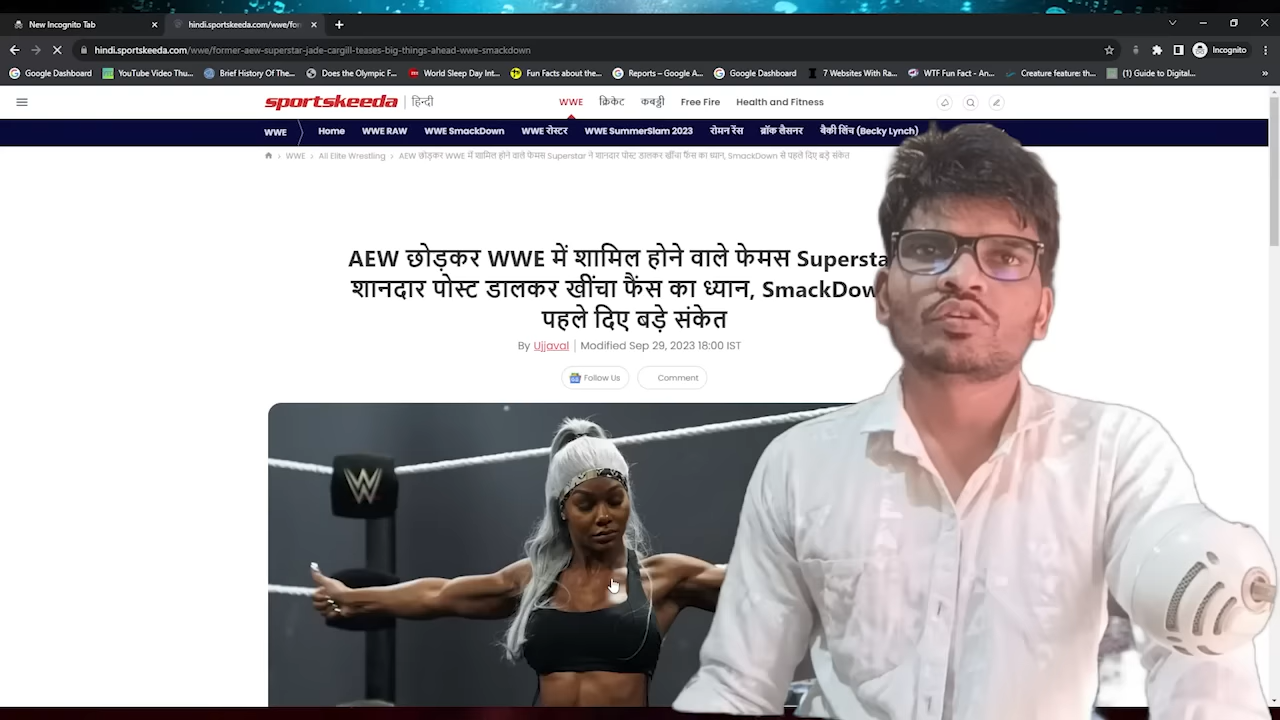 New Incognito Tab
hindi.sportskeeda.com/wwe/for
hindi.sportskeeda.com/wwe/former-aew-superstar-jade-cargill-teases-big-things-ahead-wwe-smackdown
Incognito
Google Dashboard
YouTube Video Thu...
Brief History Of The...
Does the Olympic F...
World Sleep Day Int...
Fun Facts about the...
Reports – Google A...
Google Dashboard
7 Websites With Ra...
WTF Fun Fact - An...
Creature feature: th...
(1) Guide to Digital...
sportskeeda | हिन्दी
WWE क्रिकेट कबड्डी Free Fire Health and Fitness
WWE Home WWE RAW WWE SmackDown WWE रोस्टर WWE SummerSlam 2023 रोमन रेंस ब्रॉक लैसनर बैकी लिंच (Becky Lynch)
WWE › All Elite Wrestling › AEW छोड़कर WWE में शामिल होने वाले फेमस Superstar ने शानदार पोस्ट डालकर खींचा फैंस का ध्यान, SmackDown से पहले दिए बड़े संकेत
AEW छोड़कर WWE में शामिल होने वाले फेमस Supersta
शानदार पोस्ट डालकर खींचा फैंस का ध्यान, SmackDow
पहले दिए बड़े संकेत
By Ujjaval | Modified Sep 29, 2023 18:00 IST
Follow Us
Comment
W